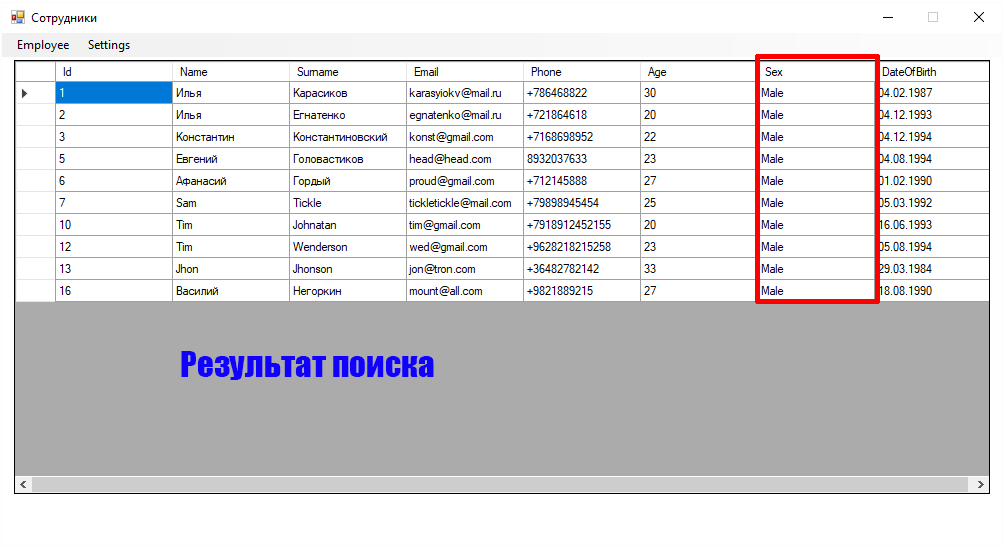 Сотрудники
Employee Settings
Id Name Surname Email Phone Age Sex DateOfBirth
1 Илья Карасиков karasyiokv@mail.ru +786468822 30 Male 04.02.1987
2 Илья Егнатенко egnatenko@mail.ru +721864618 20 Male 04.12.1993
3 Константин Константиновский konst@gmail.com +7168698952 22 Male 04.12.1994
5 Евгений Головастиков head@head.com 8932037633 23 Male 04.08.1994
6 Афанасий Гордый proud@gmail.com +712145888 27 Male 01.02.1990
7 Sam Tickle tickletickle@mail.com +79898945454 25 Male 05.03.1992
10 Tim Johnatan tim@gmail.com +7918912452155 20 Male 16.06.1993
12 Tim Wenderson wed@gmail.com +9628218215258 23 Male 05.08.1994
13 Jhon Jhonson jon@tron.com +36482782142 33 Male 29.03.1984
16 Василий Негоркин mount@all.com +9821889215 27 Male 18.08.1990
Результат поиска